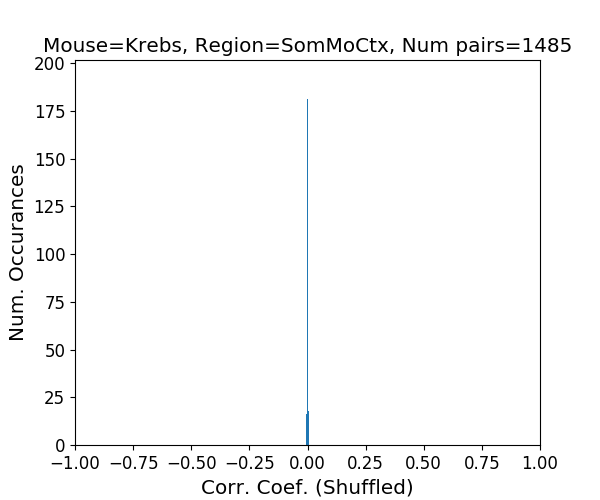 Mouse=Krebs, Region=SomMoCtx, Num pairs=1485
200
175
150
125
100
75
50
25
0
Num. Occurances
−1.00 −0.75 −0.50 −0.25 0.00 0.25 0.50 0.75 1.00
Corr. Coef. (Shuffled)